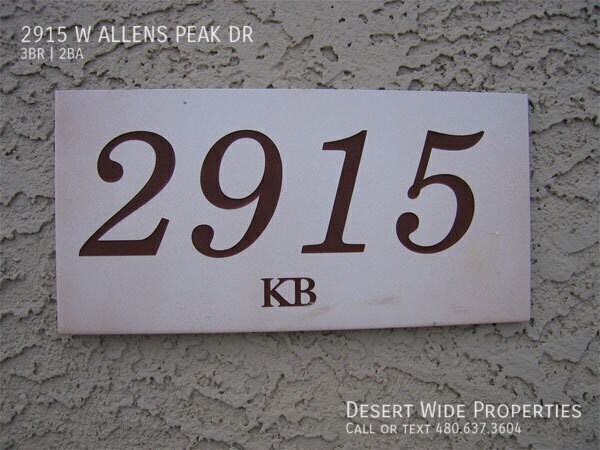 2915 W ALLENS PEAK DR
3BR | 2BA
2915
KB
DESERT WIDE PROPERTIES
CALL OR TEXT 480.637.3604